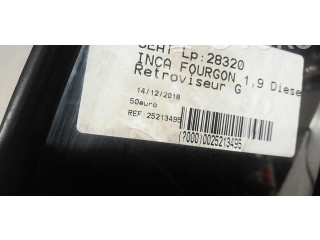 SEAT Lp:28320
INCA FOURGON 1,9 Diese
Retroviseur G
14/12/2018
50euro
REF:25213495
(2000)0025213495